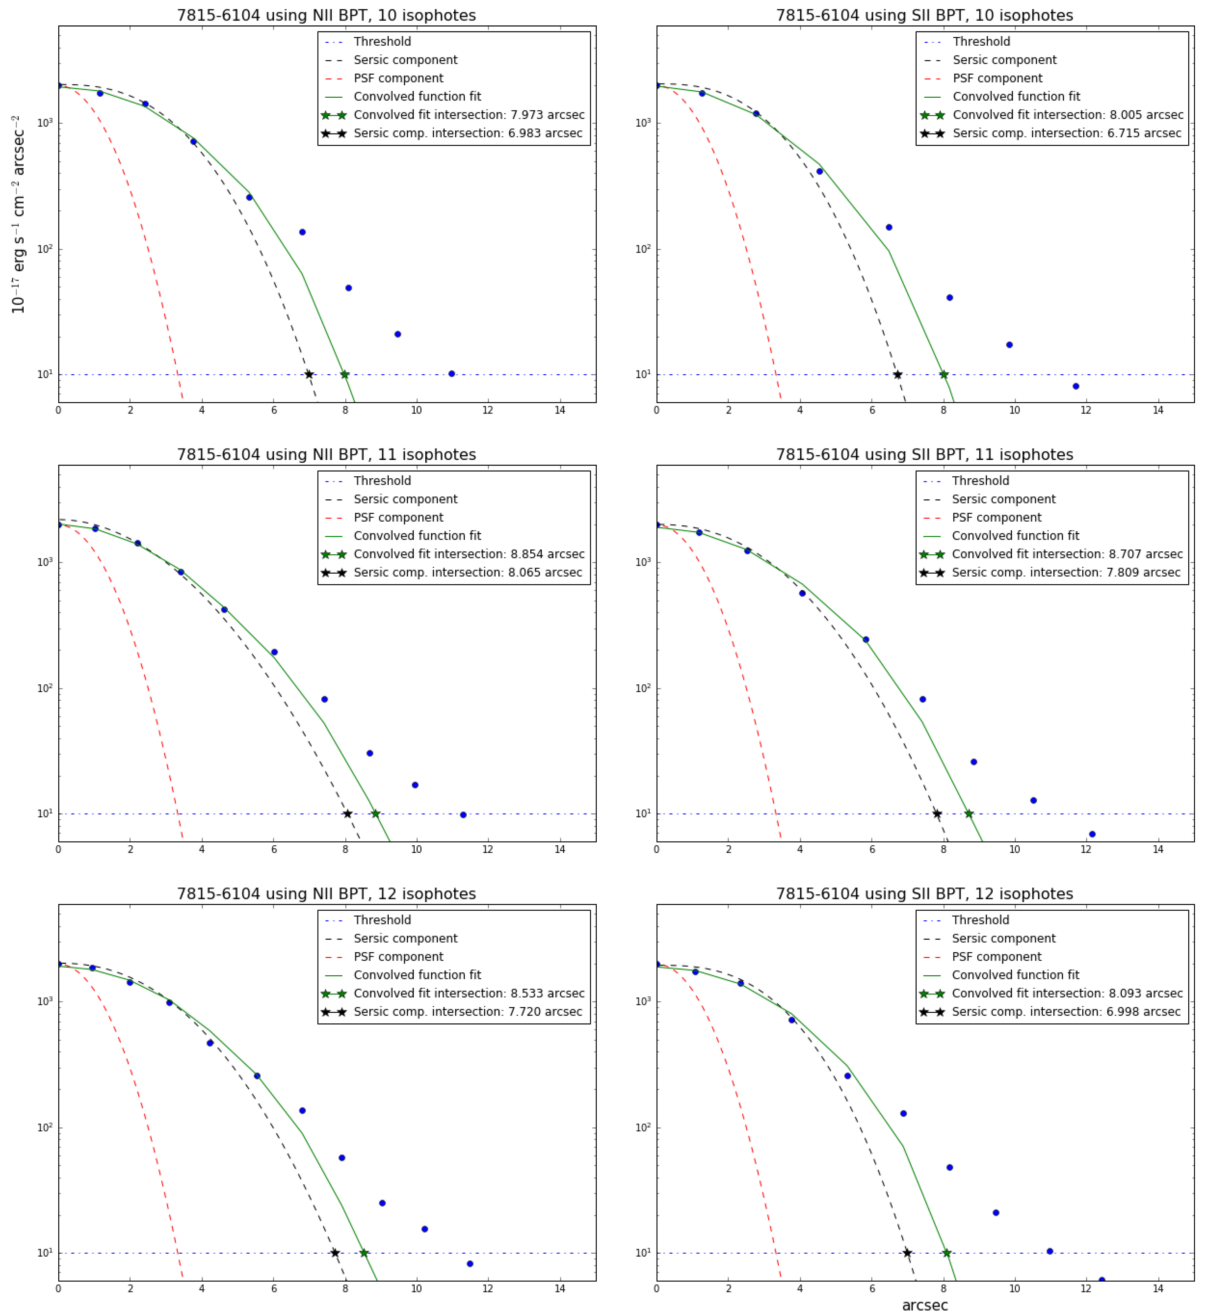 7815-6104 using NII BPT, 10 isophotes
Threshold
Sersic component
PSF component
Convolved function fit
Convolved fit intersection: 7.973 arcsec
Sersic comp. intersection: 6.983 arcsec
10⁻¹⁷ erg s⁻¹ cm⁻² arcsec⁻²
10³
10²
10¹
0 2 4 6 8 10 12 14
7815-6104 using SII BPT, 10 isophotes
Threshold
Sersic component
PSF component
Convolved function fit
Convolved fit intersection: 8.005 arcsec
Sersic comp. intersection: 6.715 arcsec
10³
10²
10¹
0 2 4 6 8 10 12 14
7815-6104 using NII BPT, 11 isophotes
Threshold
Sersic component
PSF component
Convolved function fit
Convolved fit intersection: 8.854 arcsec
Sersic comp. intersection: 8.065 arcsec
10³
10²
10¹
0 2 4 6 8 10 12 14
7815-6104 using SII BPT, 11 isophotes
Threshold
Sersic component
PSF component
Convolved function fit
Convolved fit intersection: 8.707 arcsec
Sersic comp. intersection: 7.809 arcsec
10³
10²
10¹
0 2 4 6 8 10 12 14
7815-6104 using NII BPT, 12 isophotes
Threshold
Sersic component
PSF component
Convolved function fit
Convolved fit intersection: 8.533 arcsec
Sersic comp. intersection: 7.720 arcsec
10³
10²
10¹
0 2 4 6 8 10 12 14
7815-6104 using SII BPT, 12 isophotes
Threshold
Sersic component
PSF component
Convolved function fit
Convolved fit intersection: 8.093 arcsec
Sersic comp. intersection: 6.998 arcsec
10³
10²
10¹
0 2 4 6 8 10 12 14
arcsec